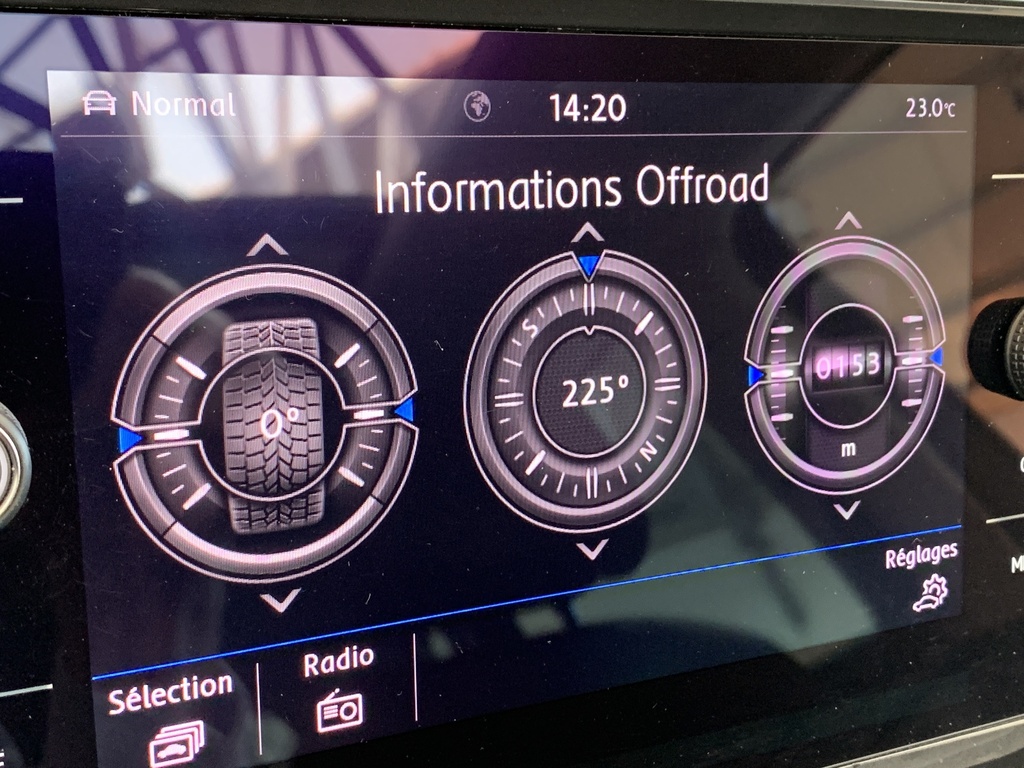 Normal
14:20
23.0°C
Informations Offroad
0°
S
225°
N
0153
m
Réglages
Sélection
Radio